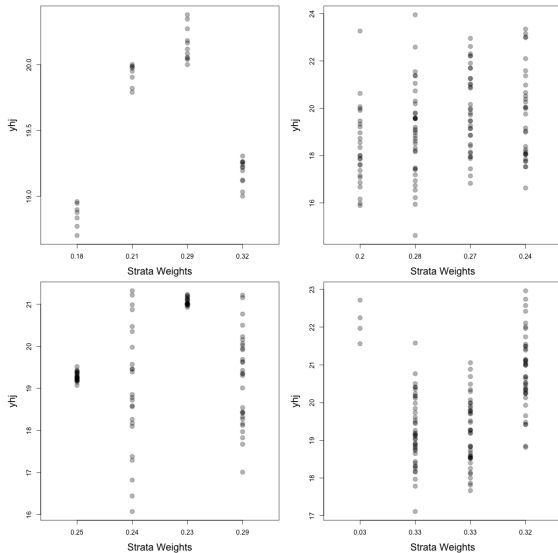 yhj
20.0
19.5
19.0
0.18 0.21 0.29 0.32
Strata Weights
yhj
24
22
20
18
16
0.2 0.28 0.27 0.24
Strata Weights
yhj
21
20
19
18
17
16
0.25 0.24 0.23 0.29
Strata Weights
yhj
23
22
21
20
19
18
17
0.03 0.33 0.33 0.32
Strata Weights